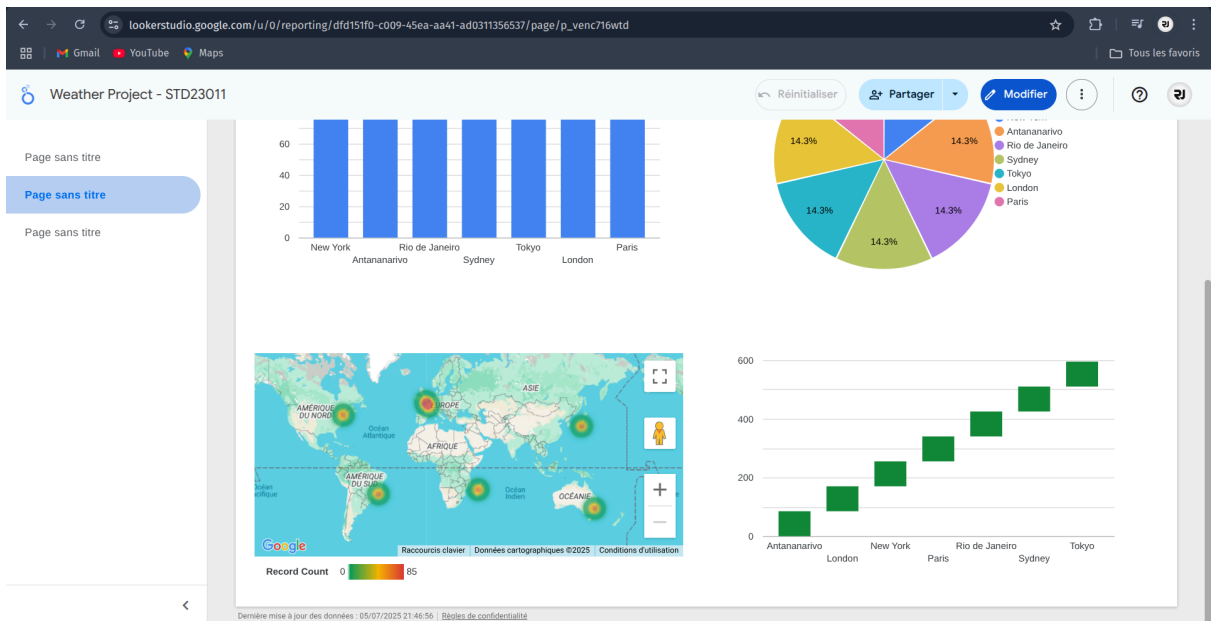 lookerstudio.google.com/u/0/reporting/dfd151f0-c009-45ea-aa41-ad0311356537/page/p_venc716wtd
Gmail YouTube Maps
Tous les favoris
Weather Project - STD23011
Réinitialiser
Partager
Modifier
Page sans titre
Page sans titre
Page sans titre
60
40
20
0
New York
Antananarivo
Rio de Janeiro
Sydney
Tokyo
London
Paris
14.3%
14.3%
14.3%
14.3%
14.3%
Antananarivo
Rio de Janeiro
Sydney
Tokyo
London
Paris
AMÉRIQUE
DU NORD
Océan
Atlantique
EUROPE
ASIE
AFRIQUE
AMÉRIQUE
DU SUD
Océan
Indien
OCÉANIE
Google
Raccourcis clavier
Données cartographiques ©2025
Conditions d'utilisation
Record Count 0 85
600
400
200
0
Antananarivo
London
New York
Paris
Rio de Janeiro
Sydney
Tokyo
Dernière mise à jour des données : 05/07/2025 21:46:56
Règles de confidentialité